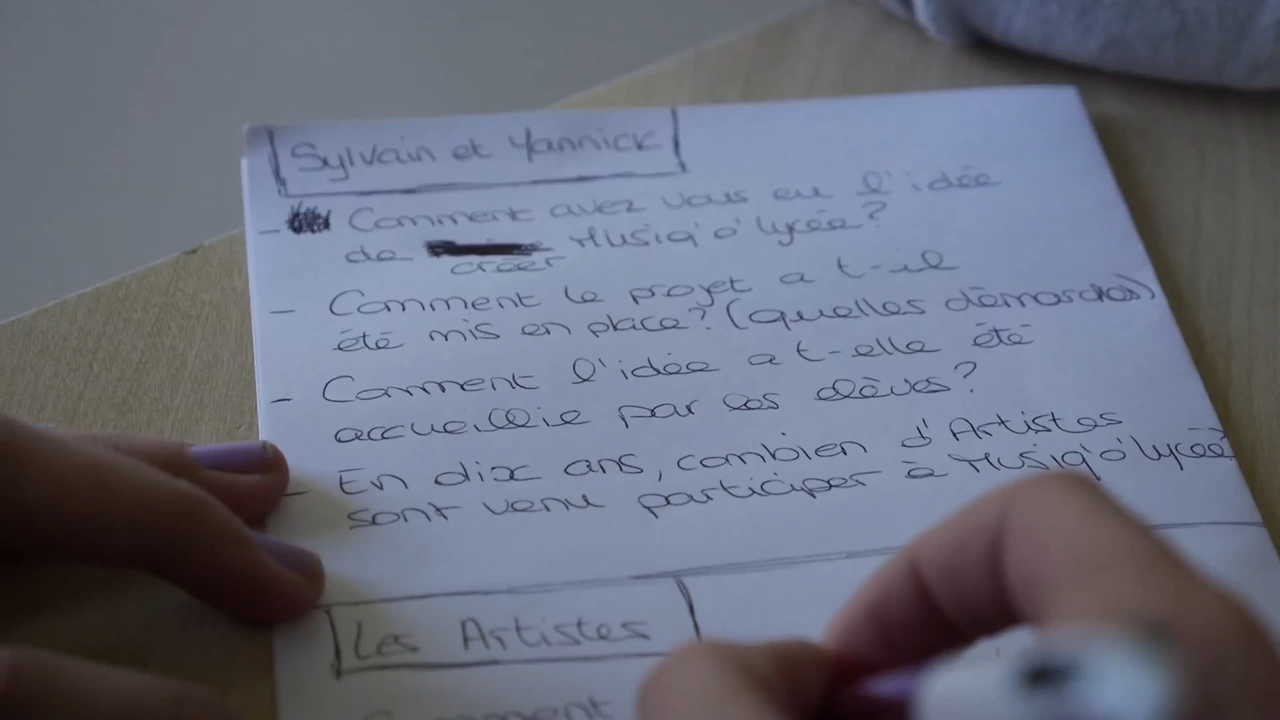 Sylvain et Yannick
- Comment avez vous eu l'idée
de créer Musiq'ô'lycée?
- Comment le projet a t-il
été mis en place? (quelles démarches)
- Comment l'idée a t-elle été
accueillie par les élèves?
- En dix ans, combien d'Artistes
sont venu participer à Musiq'ô'lycée?
Les Artistes
Comment